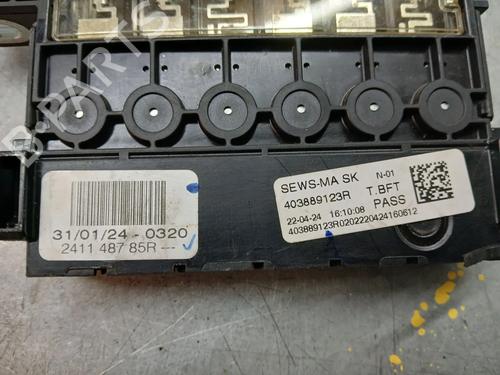 31/01/24 - 0320
2411 487 85R ---
SEWS-MA SK N-01
403889123R T.BFT
22-04-24 16:10:08 PASS
403889123R0202220424160612
B-PARTS